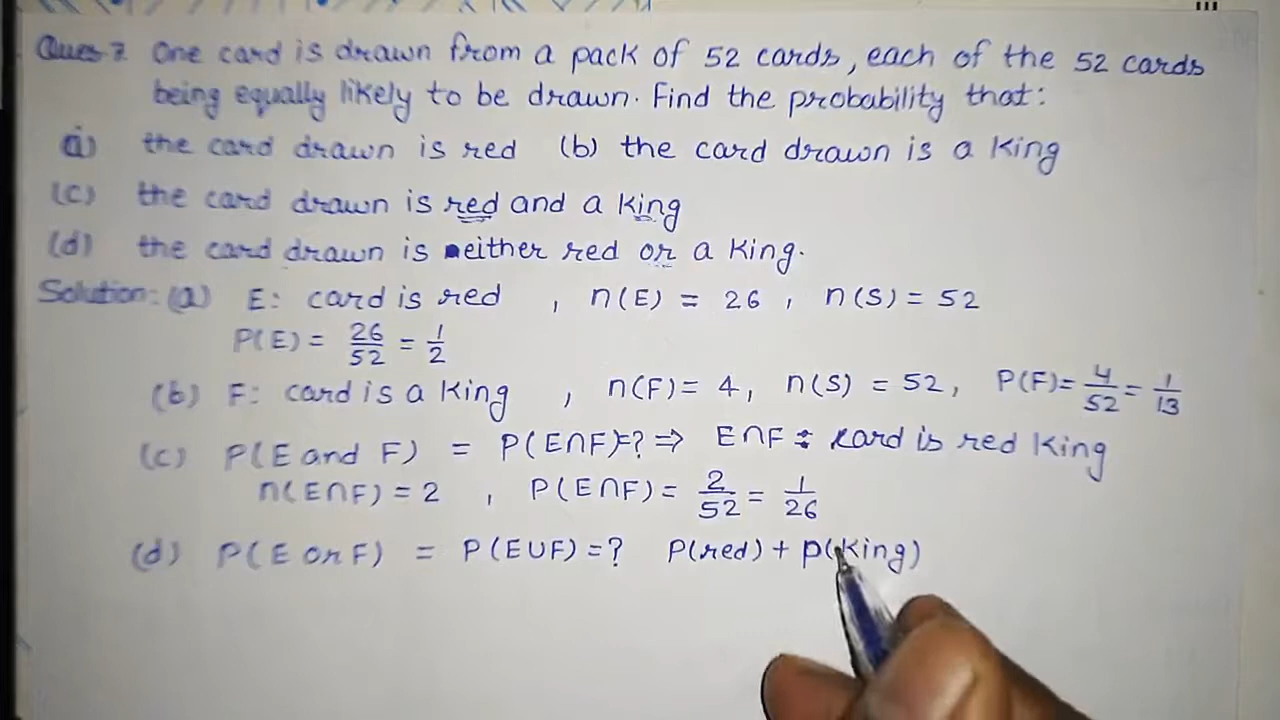 Ques 7. One card is drawn from a pack of 52 cards, each of the 52 cards
being equally likely to be drawn. Find the probability that:
(a) the card drawn is red (b) the card drawn is a King
(c) the card drawn is red and a king
(d) the card drawn is neither red or a King.
Solution: (a) E: card is red , n(E) = 26 , n(S) = 52
P(E) = 26/52 = 1/2
(b) F: card is a King , n(F) = 4, n(S) = 52, P(F) = 4/52 = 1/13
(c) P(E and F) = P(E∩F)=? ⇒ E∩F : card is red King
n(E∩F) = 2 , P(E∩F) = 2/52 = 1/26
(d) P(E or F) = P(E∪F) = ? P(red) + P(King)